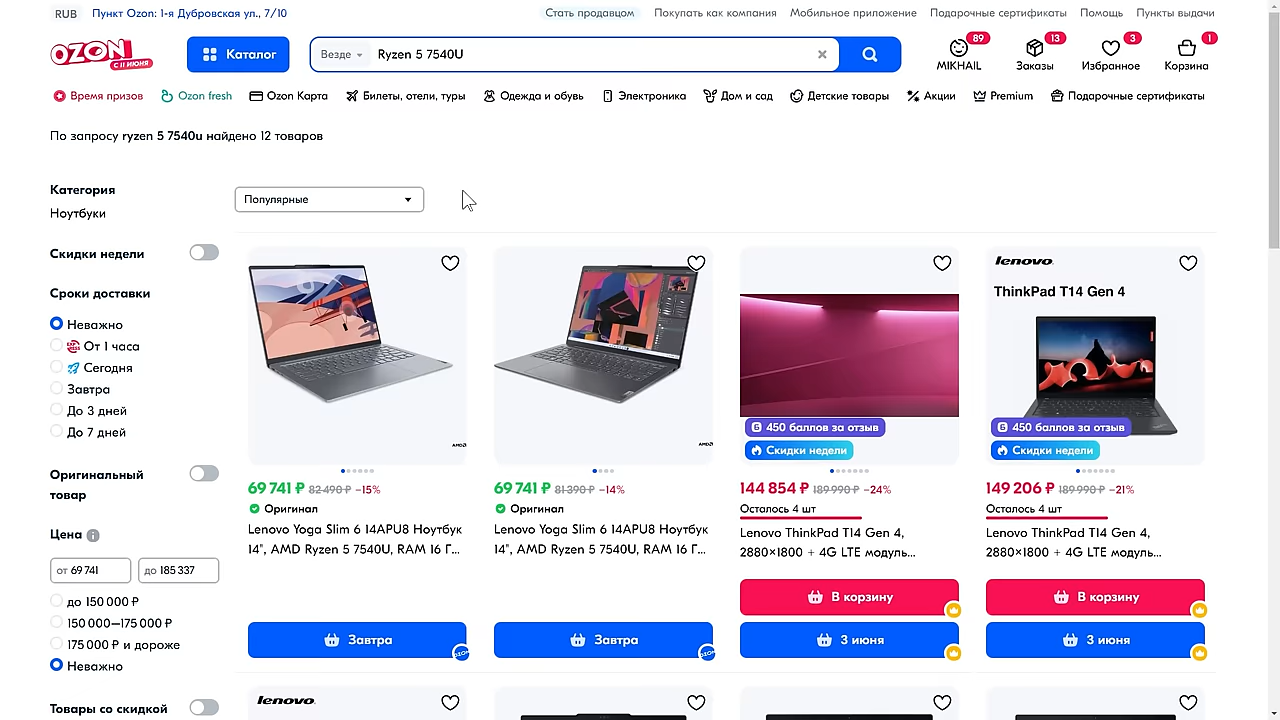 RUB Пункт Ozon: 1-я Дубровская ул., 7/10 Стать продавцом Покупать как компания Мобильное приложение Подарочные сертификаты Помощь Пункты выдачи
OZON
С 11 ИЮНЯ
Каталог
Везде Ryzen 5 7540U
89 MIKHAIL
13 Заказы
3 Избранное
1 Корзина
Время призов Ozon fresh Ozon Карта Билеты, отели, туры Одежда и обувь Электроника Дом и сад Детские товары Акции Premium Подарочные сертификаты
По запросу ryzen 5 7540u найдено 12 товаров
Категория
Ноутбуки
Скидки недели
Сроки доставки
Неважно
От 1 часа
Сегодня
Завтра
До 3 дней
До 7 дней
Оригинальный
товар
Цена
от 69 741 до 185 337
до 150 000 ₽
150 000–175 000 ₽
175 000 ₽ и дороже
Неважно
Товары со скидкой
Популярные
AMD
69 741 ₽ 82 490 ₽ −15%
Оригинал
Lenovo Yoga Slim 6 14APU8 Ноутбук
14", AMD Ryzen 5 7540U, RAM 16 Г...
Завтра
ozon
AMD
69 741 ₽ 81 390 ₽ −14%
Оригинал
Lenovo Yoga Slim 6 14APU8 Ноутбук
14", AMD Ryzen 5 7540U, RAM 16 Г...
Завтра
ozon
450 баллов за отзыв
Скидки недели
144 854 ₽ 189 990 ₽ −24%
Осталось 4 шт
Lenovo ThinkPad T14 Gen 4,
2880×1800 + 4G LTE модуль...
В корзину
3 июня
lenovo
ThinkPad T14 Gen 4
450 баллов за отзыв
Скидки недели
149 206 ₽ 189 990 ₽ −21%
Осталось 4 шт
Lenovo ThinkPad T14 Gen 4,
2880×1800 + 4G LTE модуль...
В корзину
3 июня
lenovo